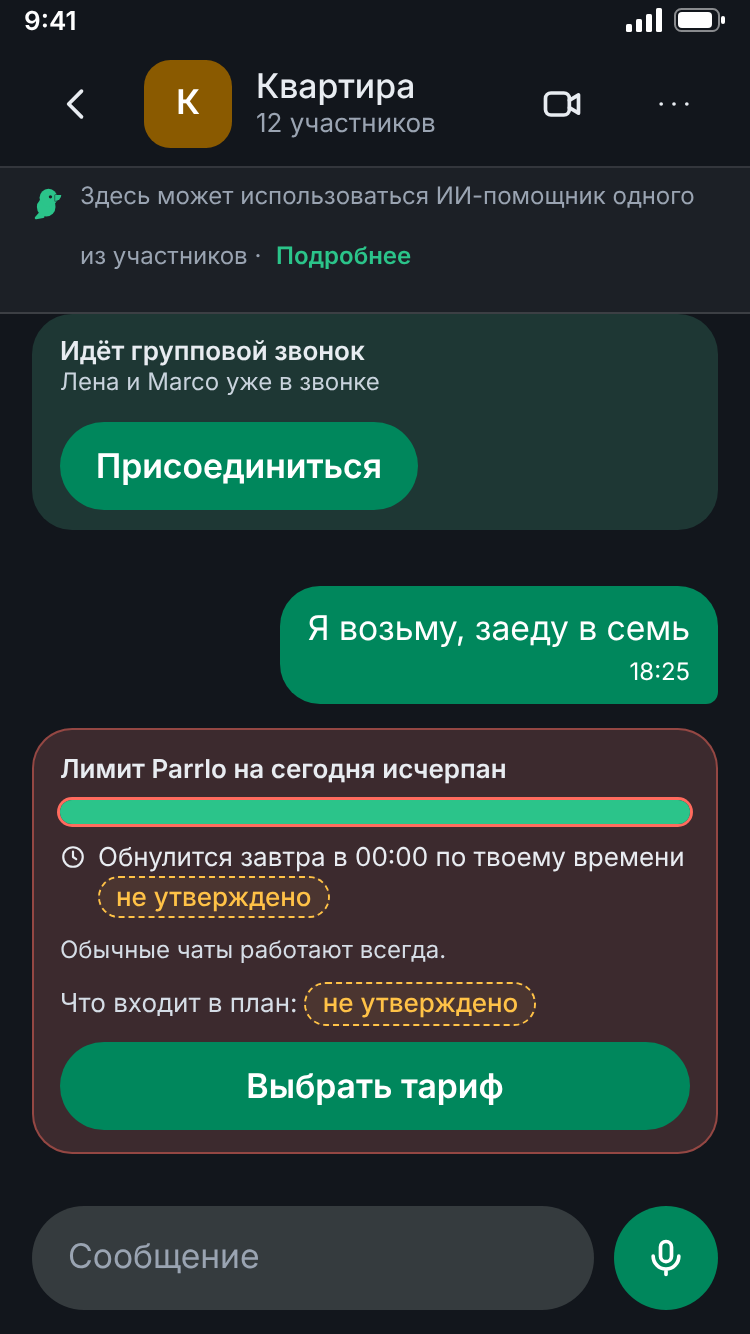 9:41
К
Квартира
12 участников
Здесь может использоваться ИИ-помощник одного
из участников · Подробнее
Идёт групповой звонок
Лена и Marco уже в звонке
Присоединиться
Я возьму, заеду в семь
18:25
Лимит Parrlo на сегодня исчерпан
Обнулится завтра в 00:00 по твоему времени
не утверждено
Обычные чаты работают всегда.
Что входит в план: не утверждено
Выбрать тариф
Сообщение